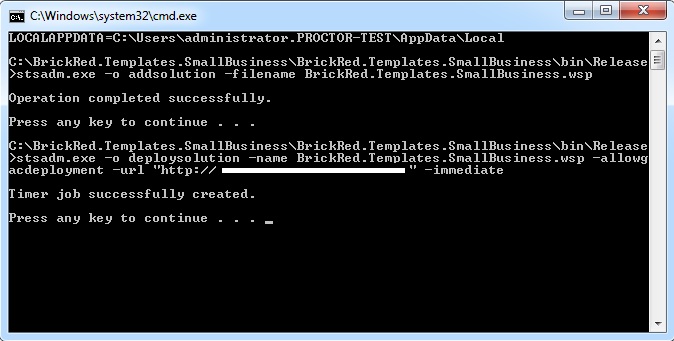 C:\Windows\system32\cmd.exe
LOCALAPPDATA=C:\Users\administrator.PROCTOR-TEST\AppData\Local
C:\BrickRed.Templates.SmallBusiness\BrickRed.Templates.SmallBusiness\bin\Release
>stsadm.exe -o addsolution -filename BrickRed.Templates.SmallBusiness.wsp
Operation completed successfully.
Press any key to continue . . .
C:\BrickRed.Templates.SmallBusiness\BrickRed.Templates.SmallBusiness\bin\Release
>stsadm.exe -o deploysolution -name BrickRed.Templates.SmallBusiness.wsp -allowg
acdeployment -url "http:// " -immediate
Timer job successfully created.
Press any key to continue . . . _